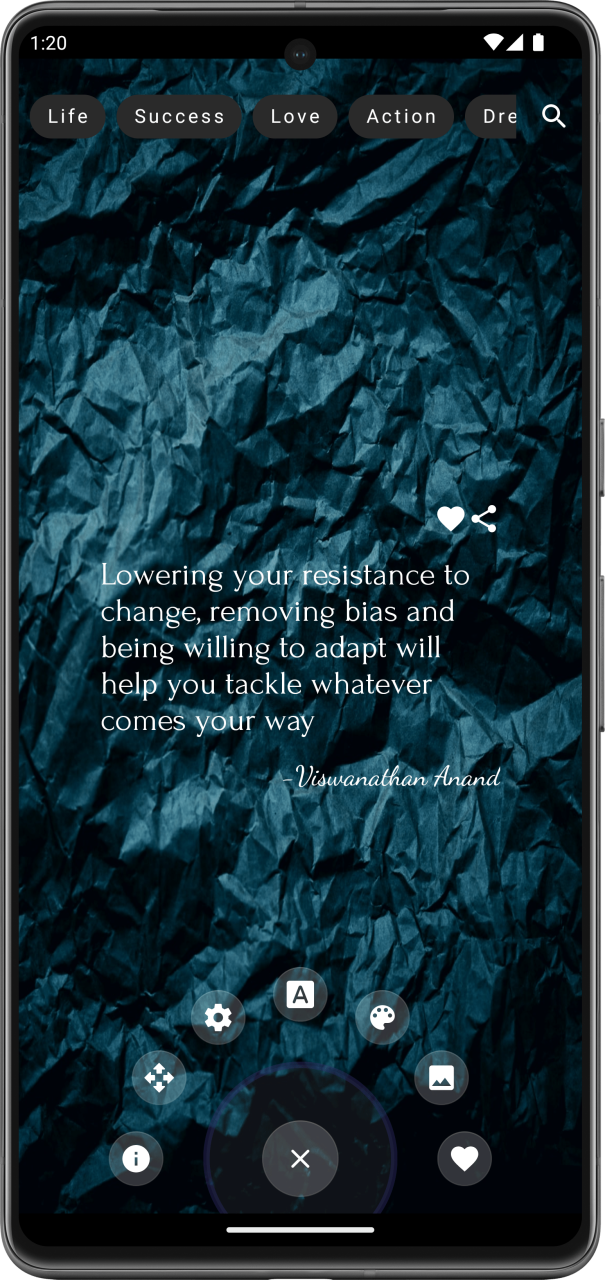 1:20
Life Success Love Action Dre
Lowering your resistance to
change, removing bias and
being willing to adapt will
help you tackle whatever
comes your way
-Viswanathan Anand
A